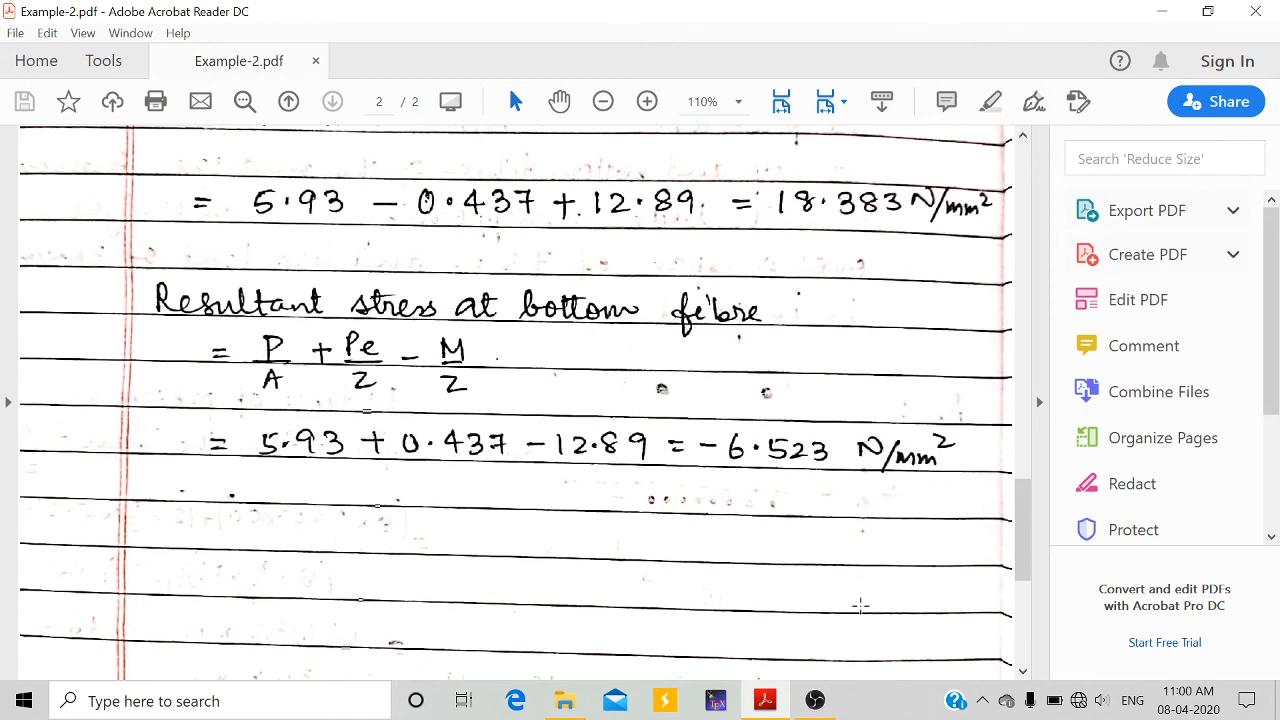 Example-2.pdf - Adobe Acrobat Reader DC
File Edit View Window Help
Home Tools Example-2.pdf × Sign In
2 / 2 110% Share
= 5.93 - 0.437 + 12.89 = 18.383 N/mm²
Resultant stress at bottom fibre
= P/A + Pe/Z - M/Z
= 5.93 + 0.437 - 12.89 = -6.523 N/mm²
Search 'Reduce Size'
Export PDF
Create PDF
Edit PDF
Comment
Combine Files
Organize Pages
Redact
Protect
Convert and edit PDFs
with Acrobat Pro DC
Start Free Trial
Type here to search
ENG
11:00 AM
08-04-2020